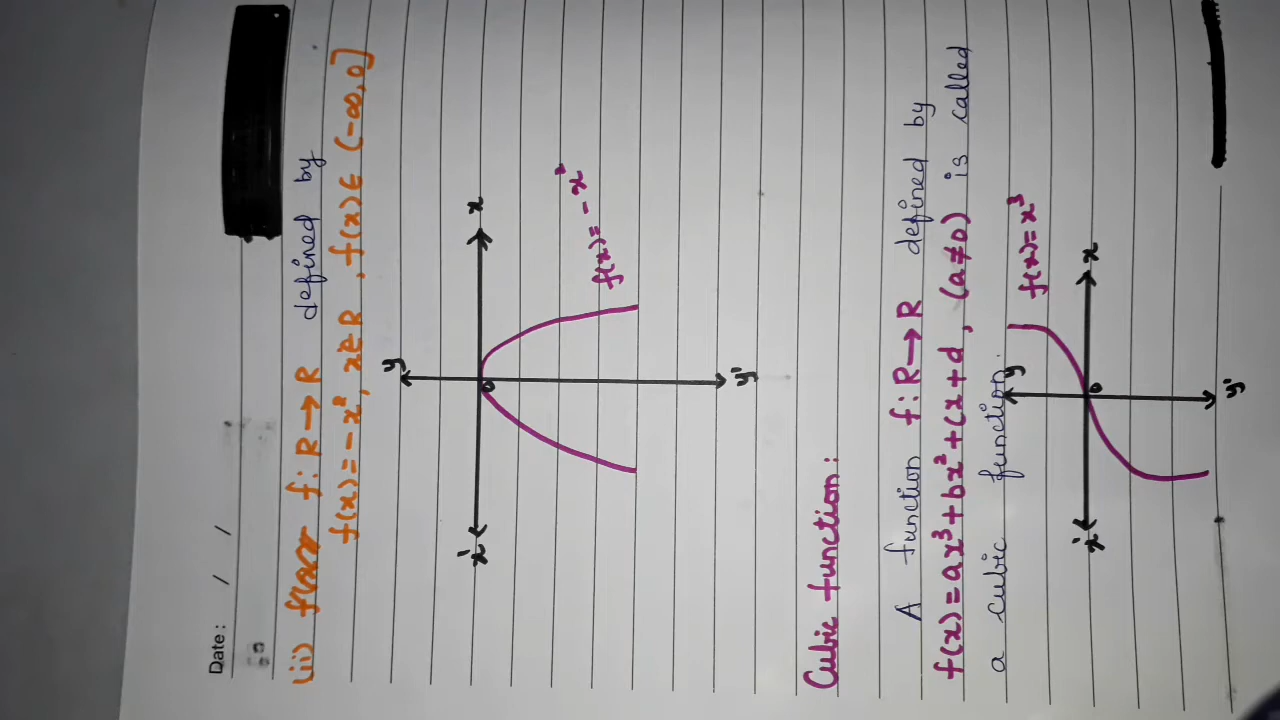 Date: / /
(ii) f: R→R defined by
f(x)=-x², x∈R, f(x)∈(-∞,0]
y
x' 0 x
f(x)=-x²
y'
Cubic function:
A function f: R→R defined by
f(x)=ax³+bx²+cx+d, (a≠0) is called
a cubic function.
f(x)=x³
y
x' 0 x
y'